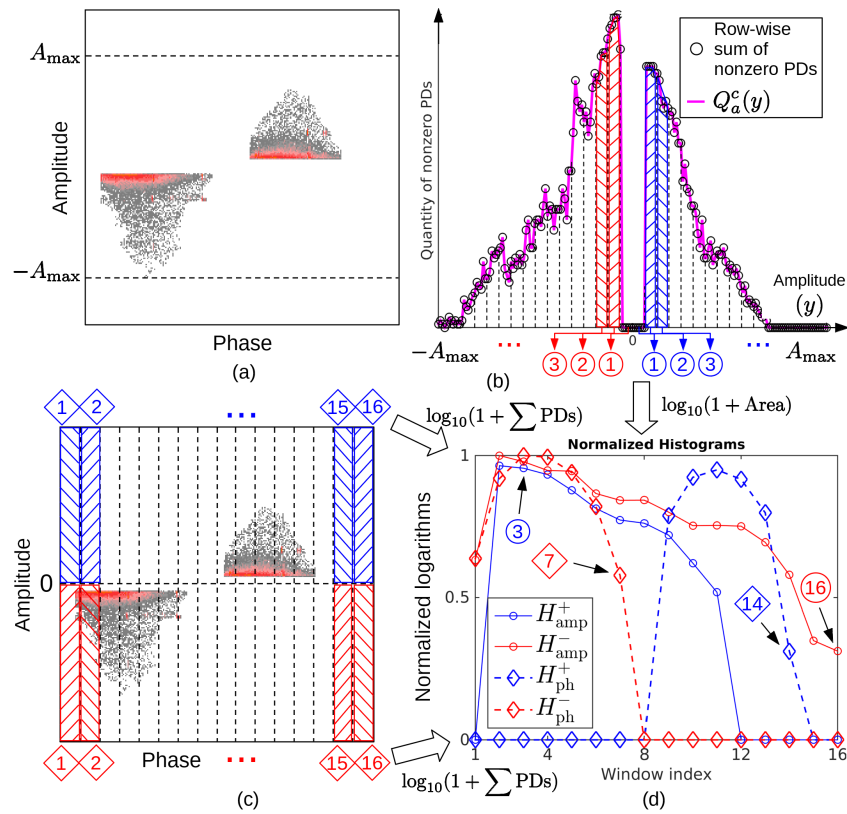 A_max
Amplitude
−A_max
Phase
(a)
Quantity of nonzero PDs
Row-wise
sum of
nonzero PDs
Q_a^c(y)
Amplitude
(y)
0
−A_max
...
...
A_max
3 2 1 1 2 3
(b)
1 2 ... 15 16
Amplitude
0
1 2 ... 15 16
Phase
(c)
log₁₀(1 + ∑ PDs)
log₁₀(1 + Area)
log₁₀(1 + ∑ PDs)
Normalized Histograms
Normalized logarithms
1
0.5
0
3
7
14
16
H_amp^+
H_amp^−
H_ph^+
H_ph^−
1 4 8 12 16
Window index
(d)